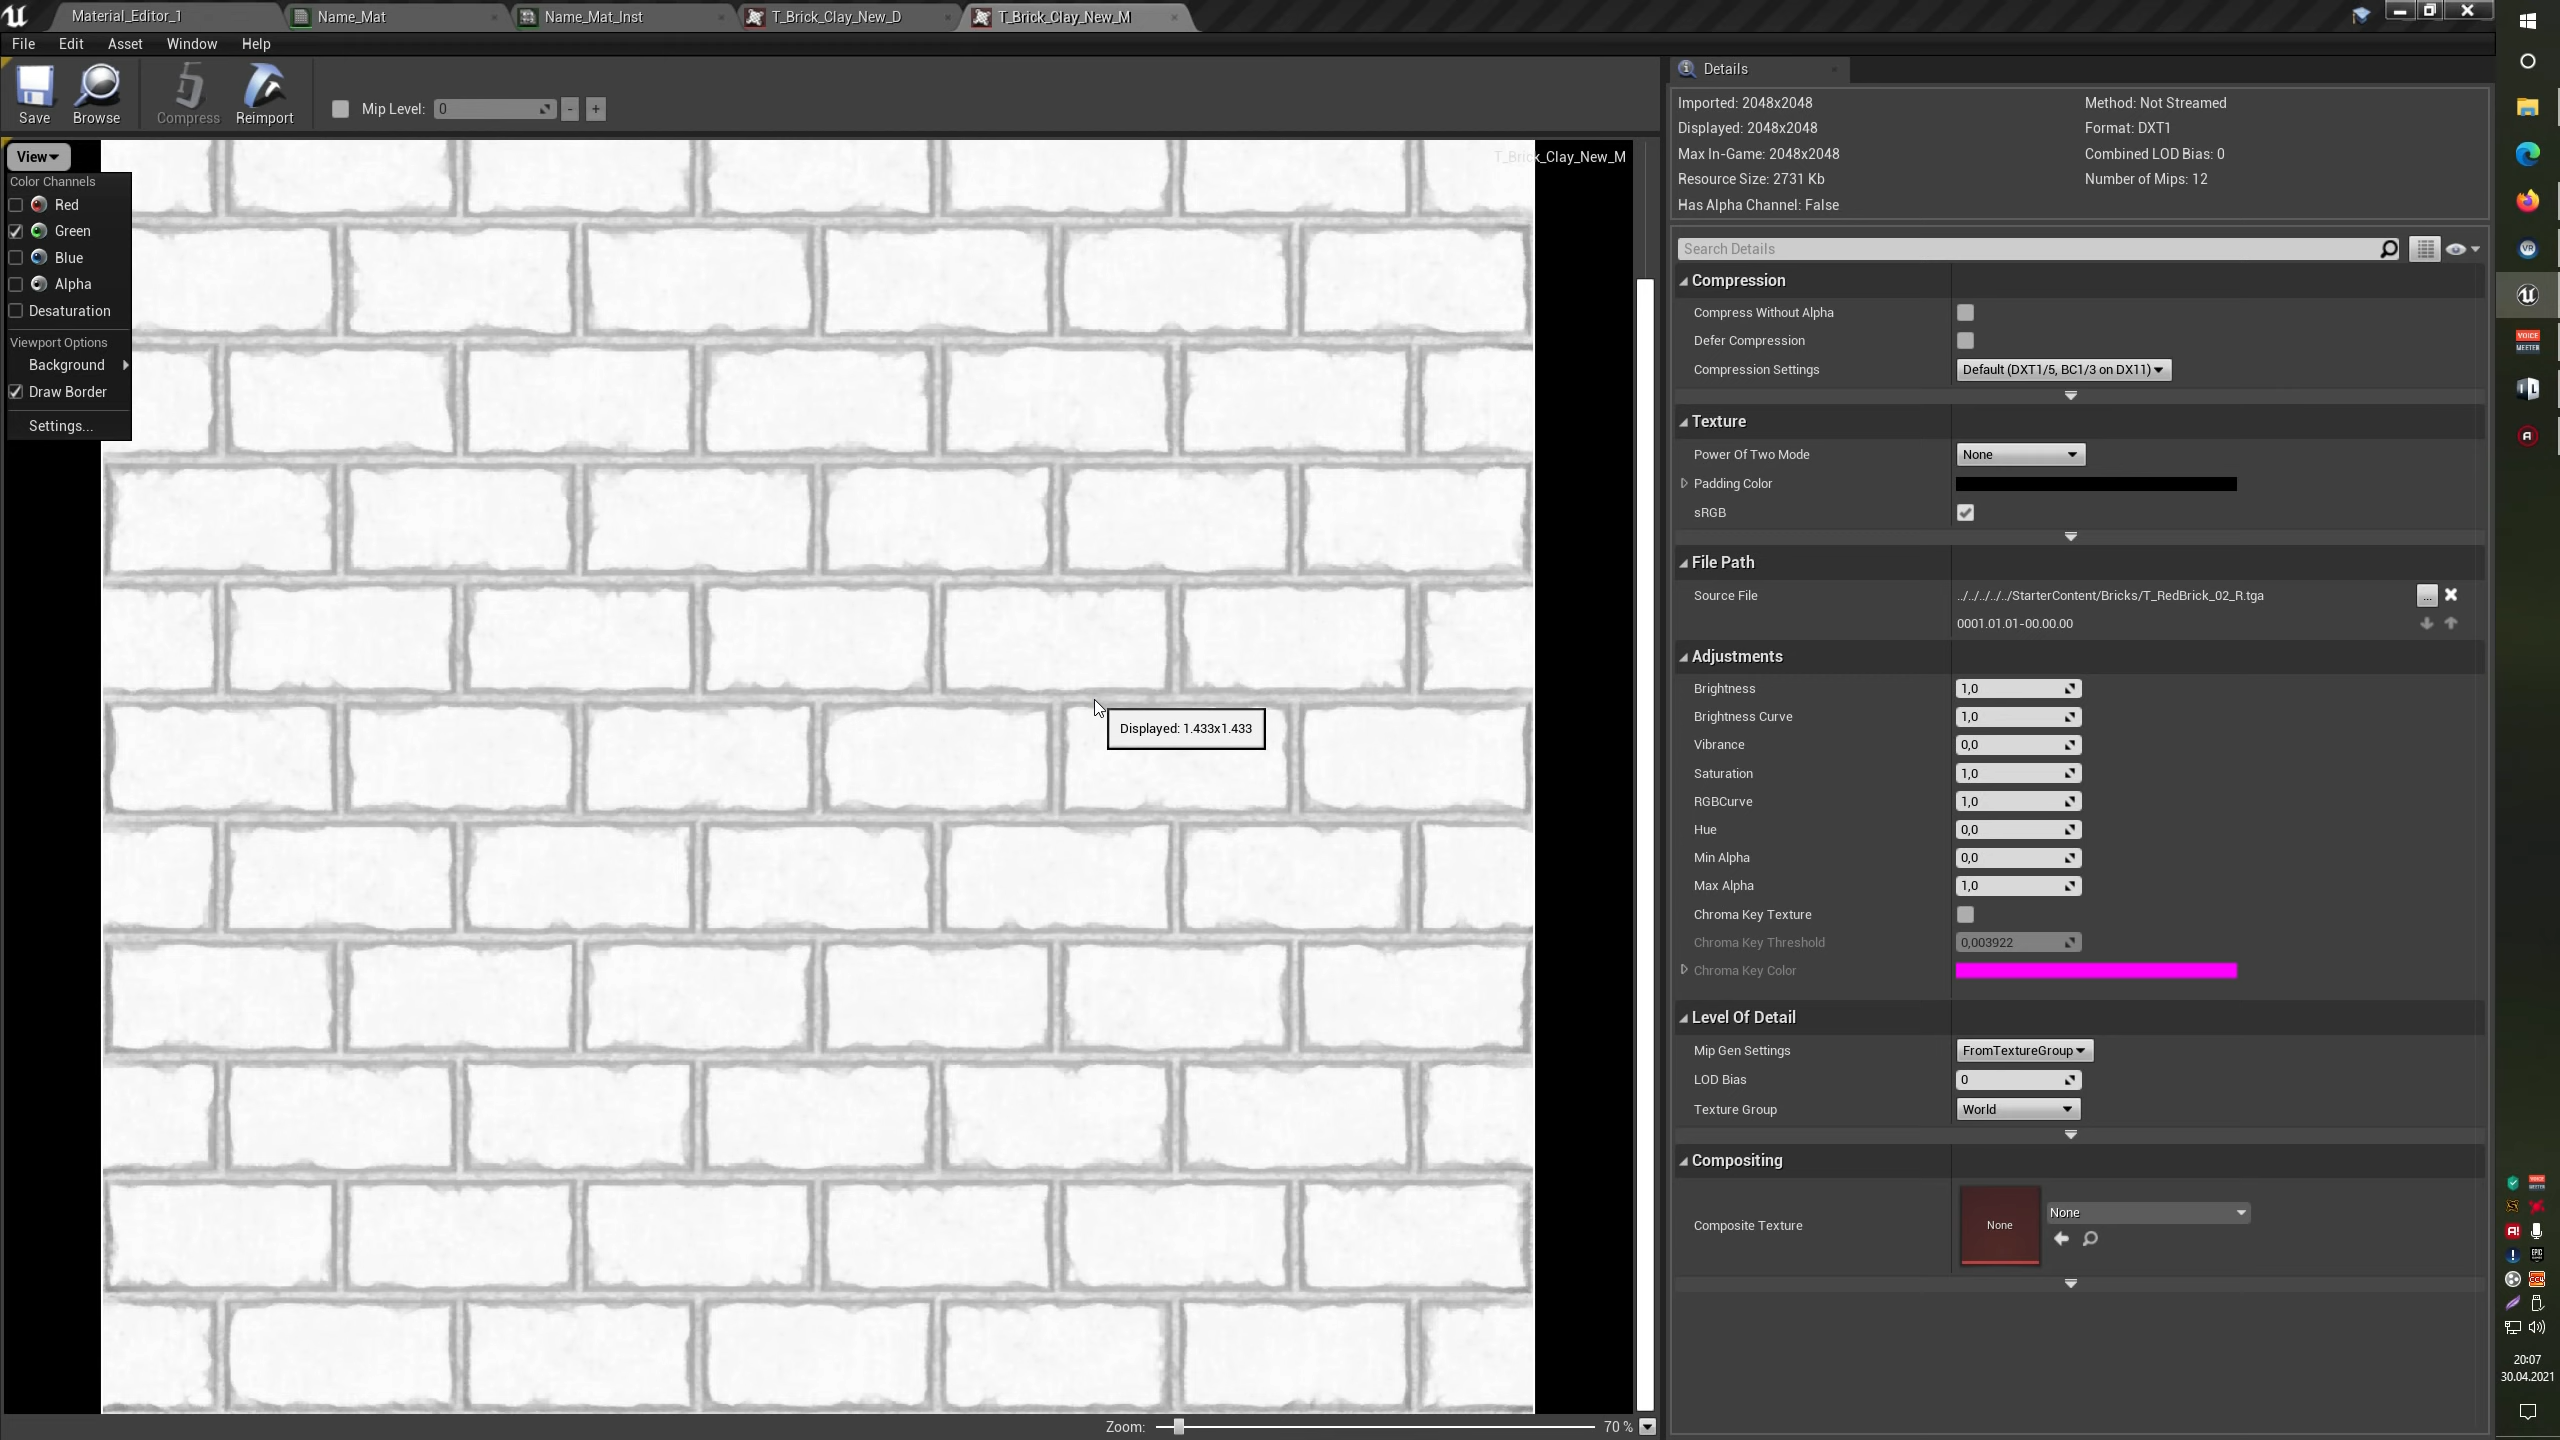 Material_Editor_1
Name_Mat
Name_Mat_Inst
T_Brick_Clay_New_D
T_Brick_Clay_New_M
File Edit Asset Window Help
Save
Browse
Compress
Reimport
Mip Level: 0 - +
View
T_Brick_Clay_New_M
Color Channels
Red
Green
Blue
Alpha
Desaturation
Viewport Options
Background
Draw Border
Settings...
Displayed: 1.433x1.433
Zoom: 70 %
Details
Imported: 2048x2048 Method: Not Streamed
Displayed: 2048x2048 Format: DXT1
Max In-Game: 2048x2048 Combined LOD Bias: 0
Resource Size: 2731 Kb Number of Mips: 12
Has Alpha Channel: False
Search Details
Compression
Compress Without Alpha
Defer Compression
Compression Settings Default (DXT1/5, BC1/3 on DX11)
Texture
Power Of Two Mode None
Padding Color
sRGB
File Path
Source File ../../../../../StarterContent/Bricks/T_RedBrick_02_R.tga ...
0001.01.01-00.00.00
Adjustments
Brightness 1,0
Brightness Curve 1,0
Vibrance 0,0
Saturation 1,0
RGBCurve 1,0
Hue 0,0
Min Alpha 0,0
Max Alpha 1,0
Chroma Key Texture
Chroma Key Threshold 0,003922
Chroma Key Color
Level Of Detail
Mip Gen Settings FromTextureGroup
LOD Bias 0
Texture Group World
Compositing
Composite Texture None None
VR
VOICE
MEETER
20:07
30.04.2021